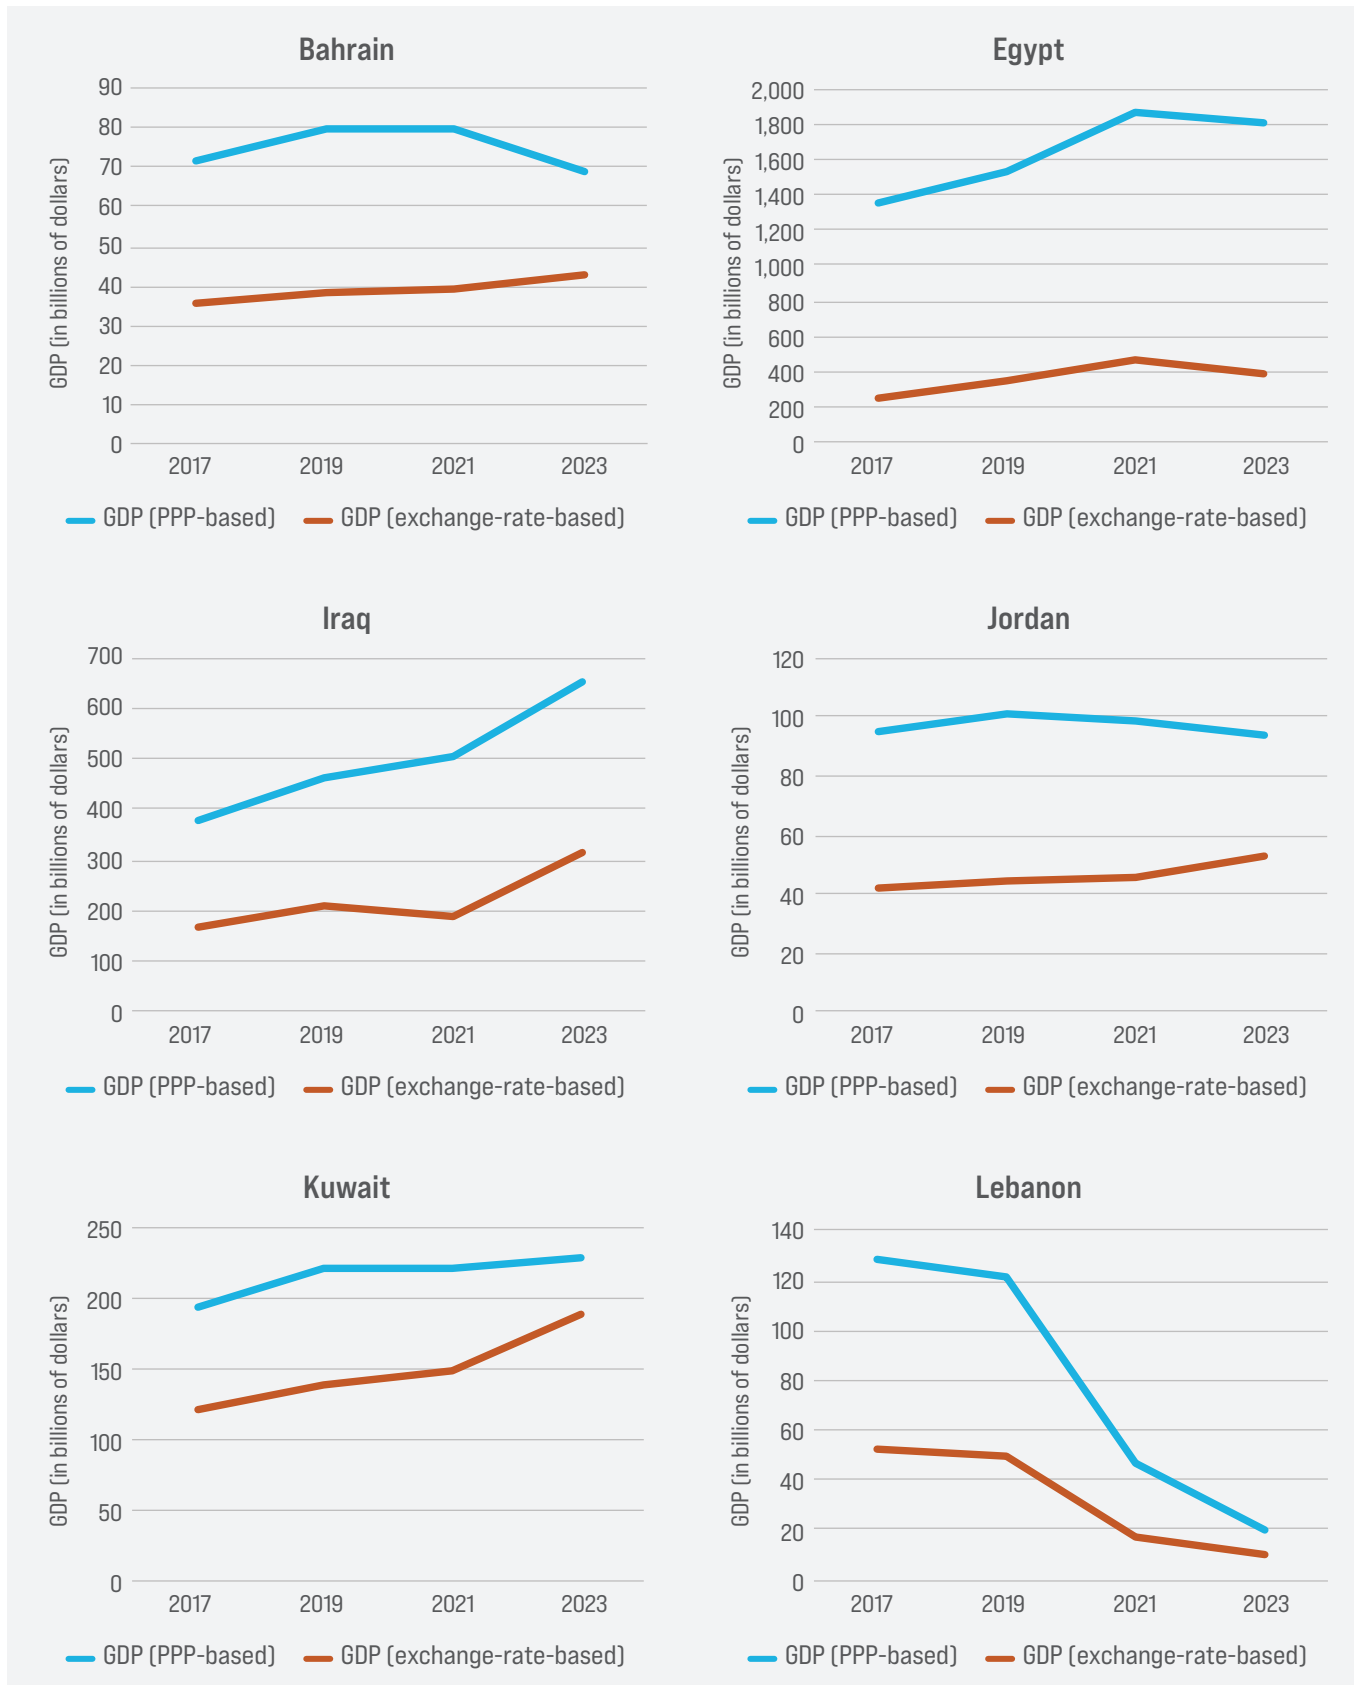 Bahrain
GDP (in billions of dollars)
90
80
70
60
50
40
30
20
10
0
2017 2019 2021 2023
GDP (PPP-based) GDP (exchange-rate-based)
Egypt
GDP (in billions of dollars)
2,000
1,800
1,600
1,400
1,200
1,000
800
600
400
200
0
2017 2019 2021 2023
GDP (PPP-based) GDP (exchange-rate-based)
Iraq
GDP (in billions of dollars)
700
600
500
400
300
200
100
0
2017 2019 2021 2023
GDP (PPP-based) GDP (exchange-rate-based)
Jordan
GDP (in billions of dollars)
120
100
80
60
40
20
0
2017 2019 2021 2023
GDP (PPP-based) GDP (exchange-rate-based)
Kuwait
GDP (in billions of dollars)
250
200
150
100
50
0
2017 2019 2021 2023
GDP (PPP-based) GDP (exchange-rate-based)
Lebanon
GDP (in billions of dollars)
140
120
100
80
60
40
20
0
2017 2019 2021 2023
GDP (PPP-based) GDP (exchange-rate-based)